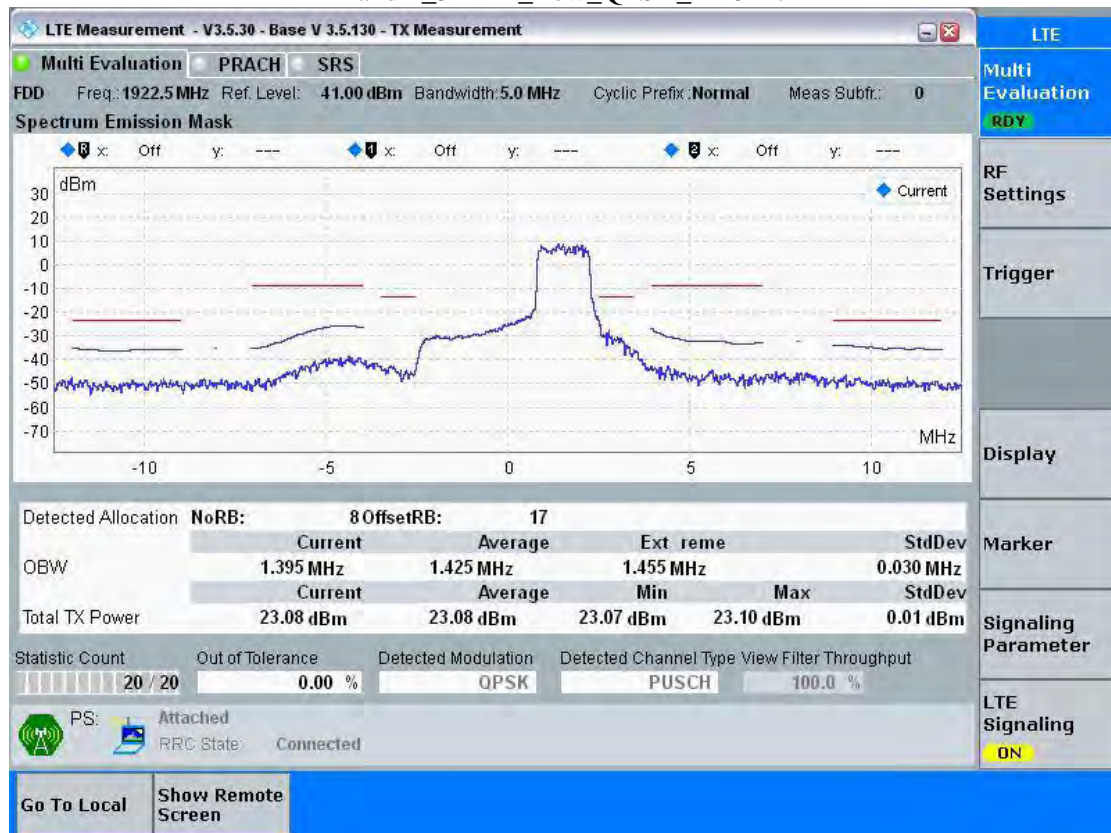 LTE Measurement - V3.5.30 - Base V 3.5.130 - TX Measurement
LTE
Multi Evaluation PRACH SRS
FDD Freq.: 1922.5 MHz Ref. Level: 41.00 dBm Bandwidth: 5.0 MHz Cyclic Prefix : Normal Meas Subfr.: 0
Spectrum Emission Mask
R x: Off y: --- 1 x: Off y: --- 2 x: Off y: ---
dBm
Current
30
20
10
0
-10
-20
-30
-40
-50
-60
-70
MHz
-10 -5 0 5 10
Detected Allocation NoRB: 8 OffsetRB: 17
Current Average Ext reme StdDev
OBW 1.395 MHz 1.425 MHz 1.455 MHz 0.030 MHz
Current Average Min Max StdDev
Total TX Power 23.08 dBm 23.08 dBm 23.07 dBm 23.10 dBm 0.01 dBm
Statistic Count Out of Tolerance Detected Modulation Detected Channel Type View Filter Throughput
20 / 20 0.00 % QPSK PUSCH 100.0 %
PS: Attached
RRC State: Connected
Multi
Evaluation
RDY
RF
Settings
Trigger
Display
Marker
Signaling
Parameter
LTE
Signaling
ON
Go To Local
Show Remote
Screen